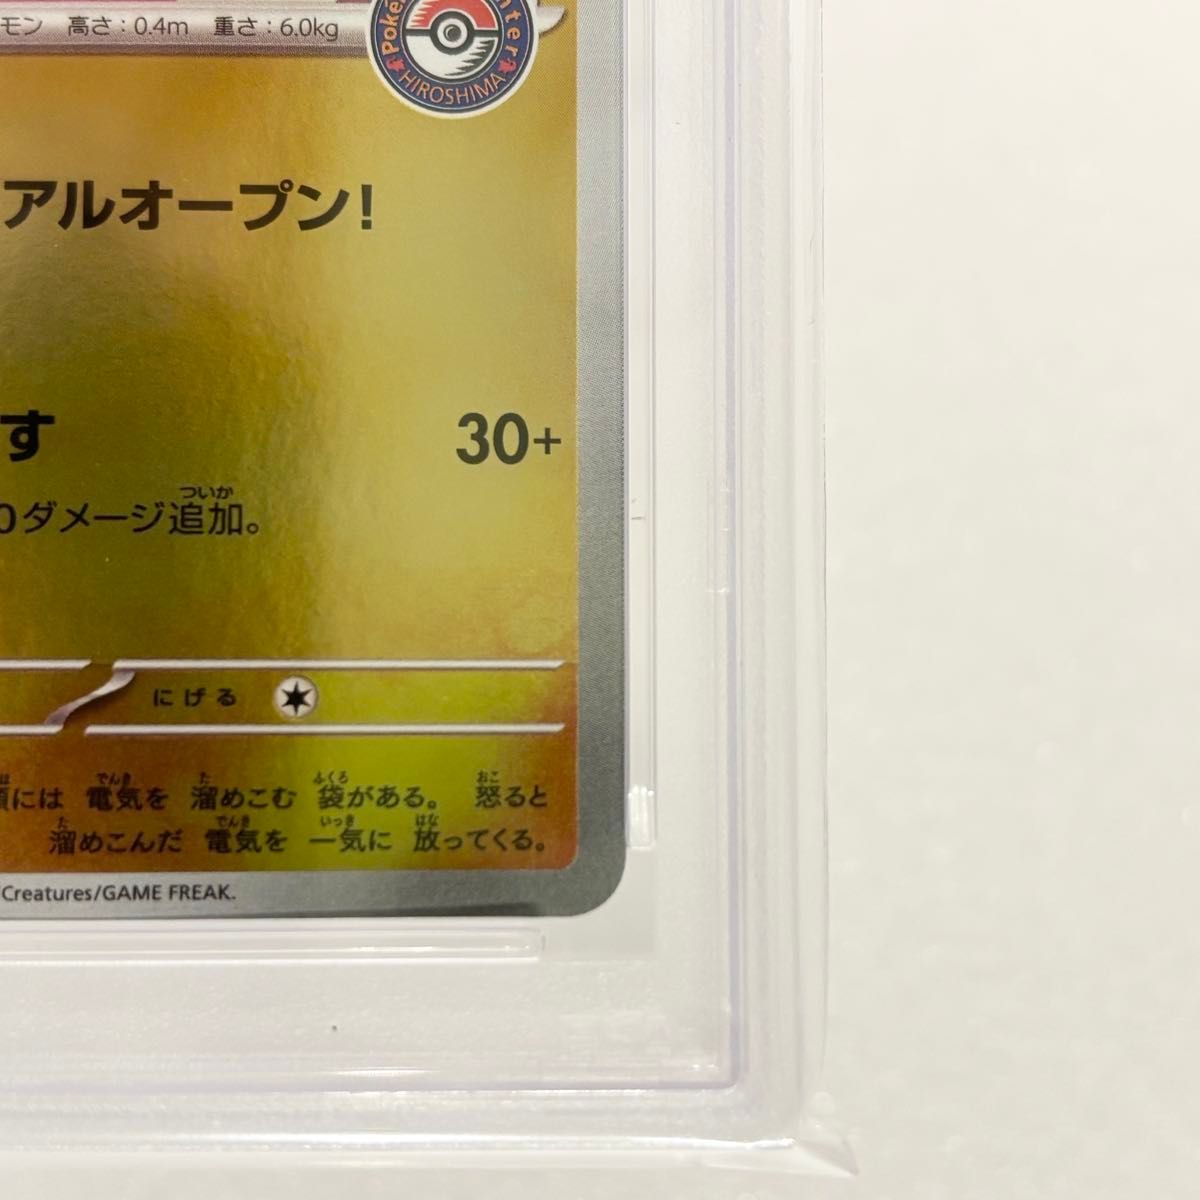 モン 高さ：0.4m 重さ：6.0kg
Poké nter
HIROSHIMA
アルオープン！
す 30+
ついか
0ダメージ追加。
にげる
でんき た ふくろ おこ
には 電気を 溜めこむ 袋がある。 怒ると
た でんき いっき はな
溜めこんだ 電気を 一気に 放ってくる。
Creatures/GAME FREAK.